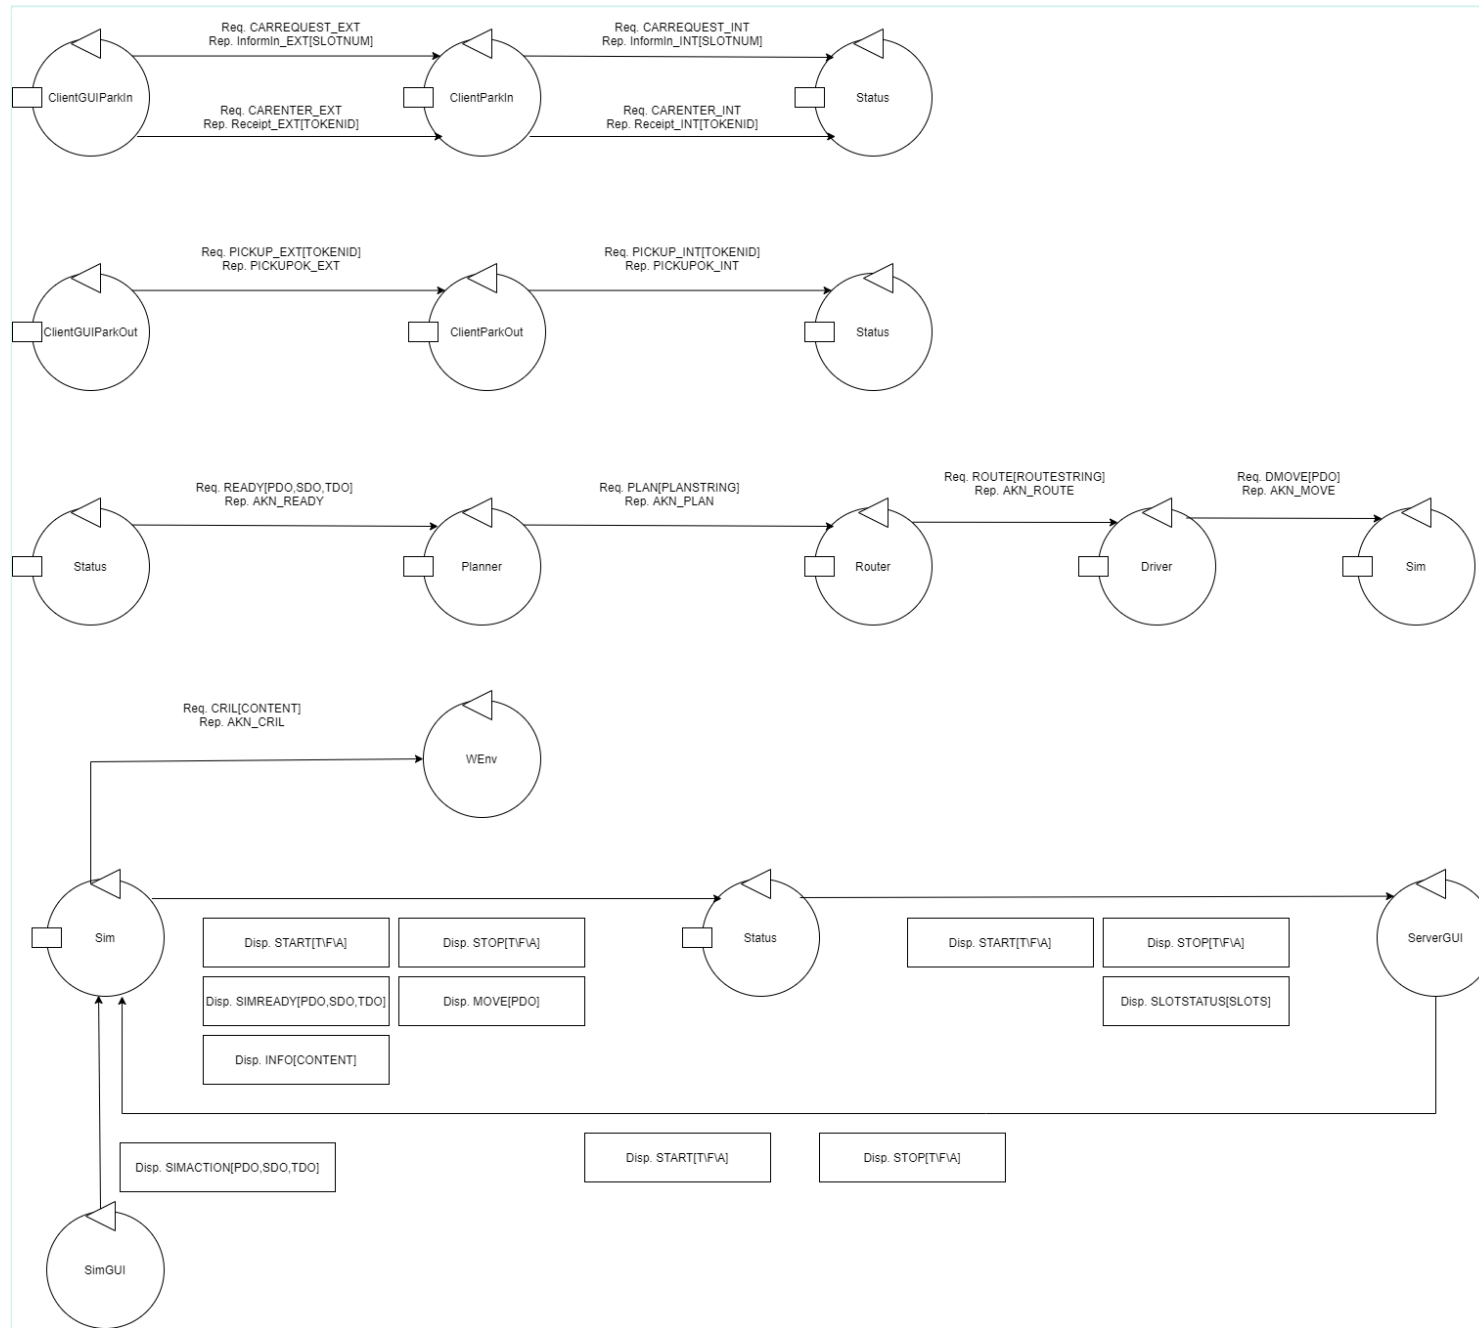 Req. CARREQUEST_EXT
Rep. InformIn_EXT[SLOTNUM]
Req. CARREQUEST_INT
Rep. InformIn_INT[SLOTNUM]
ClientGUIParkIn
ClientParkIn
Status
Req. CARENTER_EXT
Rep. Receipt_EXT[TOKENID]
Req. CARENTER_INT
Rep. Receipt_INT[TOKENID]
Req. PICKUP_EXT[TOKENID]
Rep. PICKUPOK_EXT
Req. PICKUP_INT[TOKENID]
Rep. PICKUPOK_INT
ClientGUIParkOut
ClientParkOut
Status
Req. READY[PDO,SDO,TDO]
Rep. AKN_READY
Req. PLAN[PLANSTRING]
Rep. AKN_PLAN
Req. ROUTE[ROUTESTRING]
Rep. AKN_ROUTE
Req. DMOVE[PDO]
Rep. AKN_MOVE
Status
Planner
Router
Driver
Sim
Req. CRIL[CONTENT]
Rep. AKN_CRIL
WEnv
Sim
Status
ServerGUI
Disp. START[T\F\A]
Disp. STOP[T\F\A]
Disp. START[T\F\A]
Disp. STOP[T\F\A]
Disp. SIMREADY[PDO,SDO,TDO]
Disp. MOVE[PDO]
Disp. SLOTSTATUS[SLOTS]
Disp. INFO[CONTENT]
Disp. SIMACTION[PDO,SDO,TDO]
Disp. START[T\F\A]
Disp. STOP[T\F\A]
SimGUI